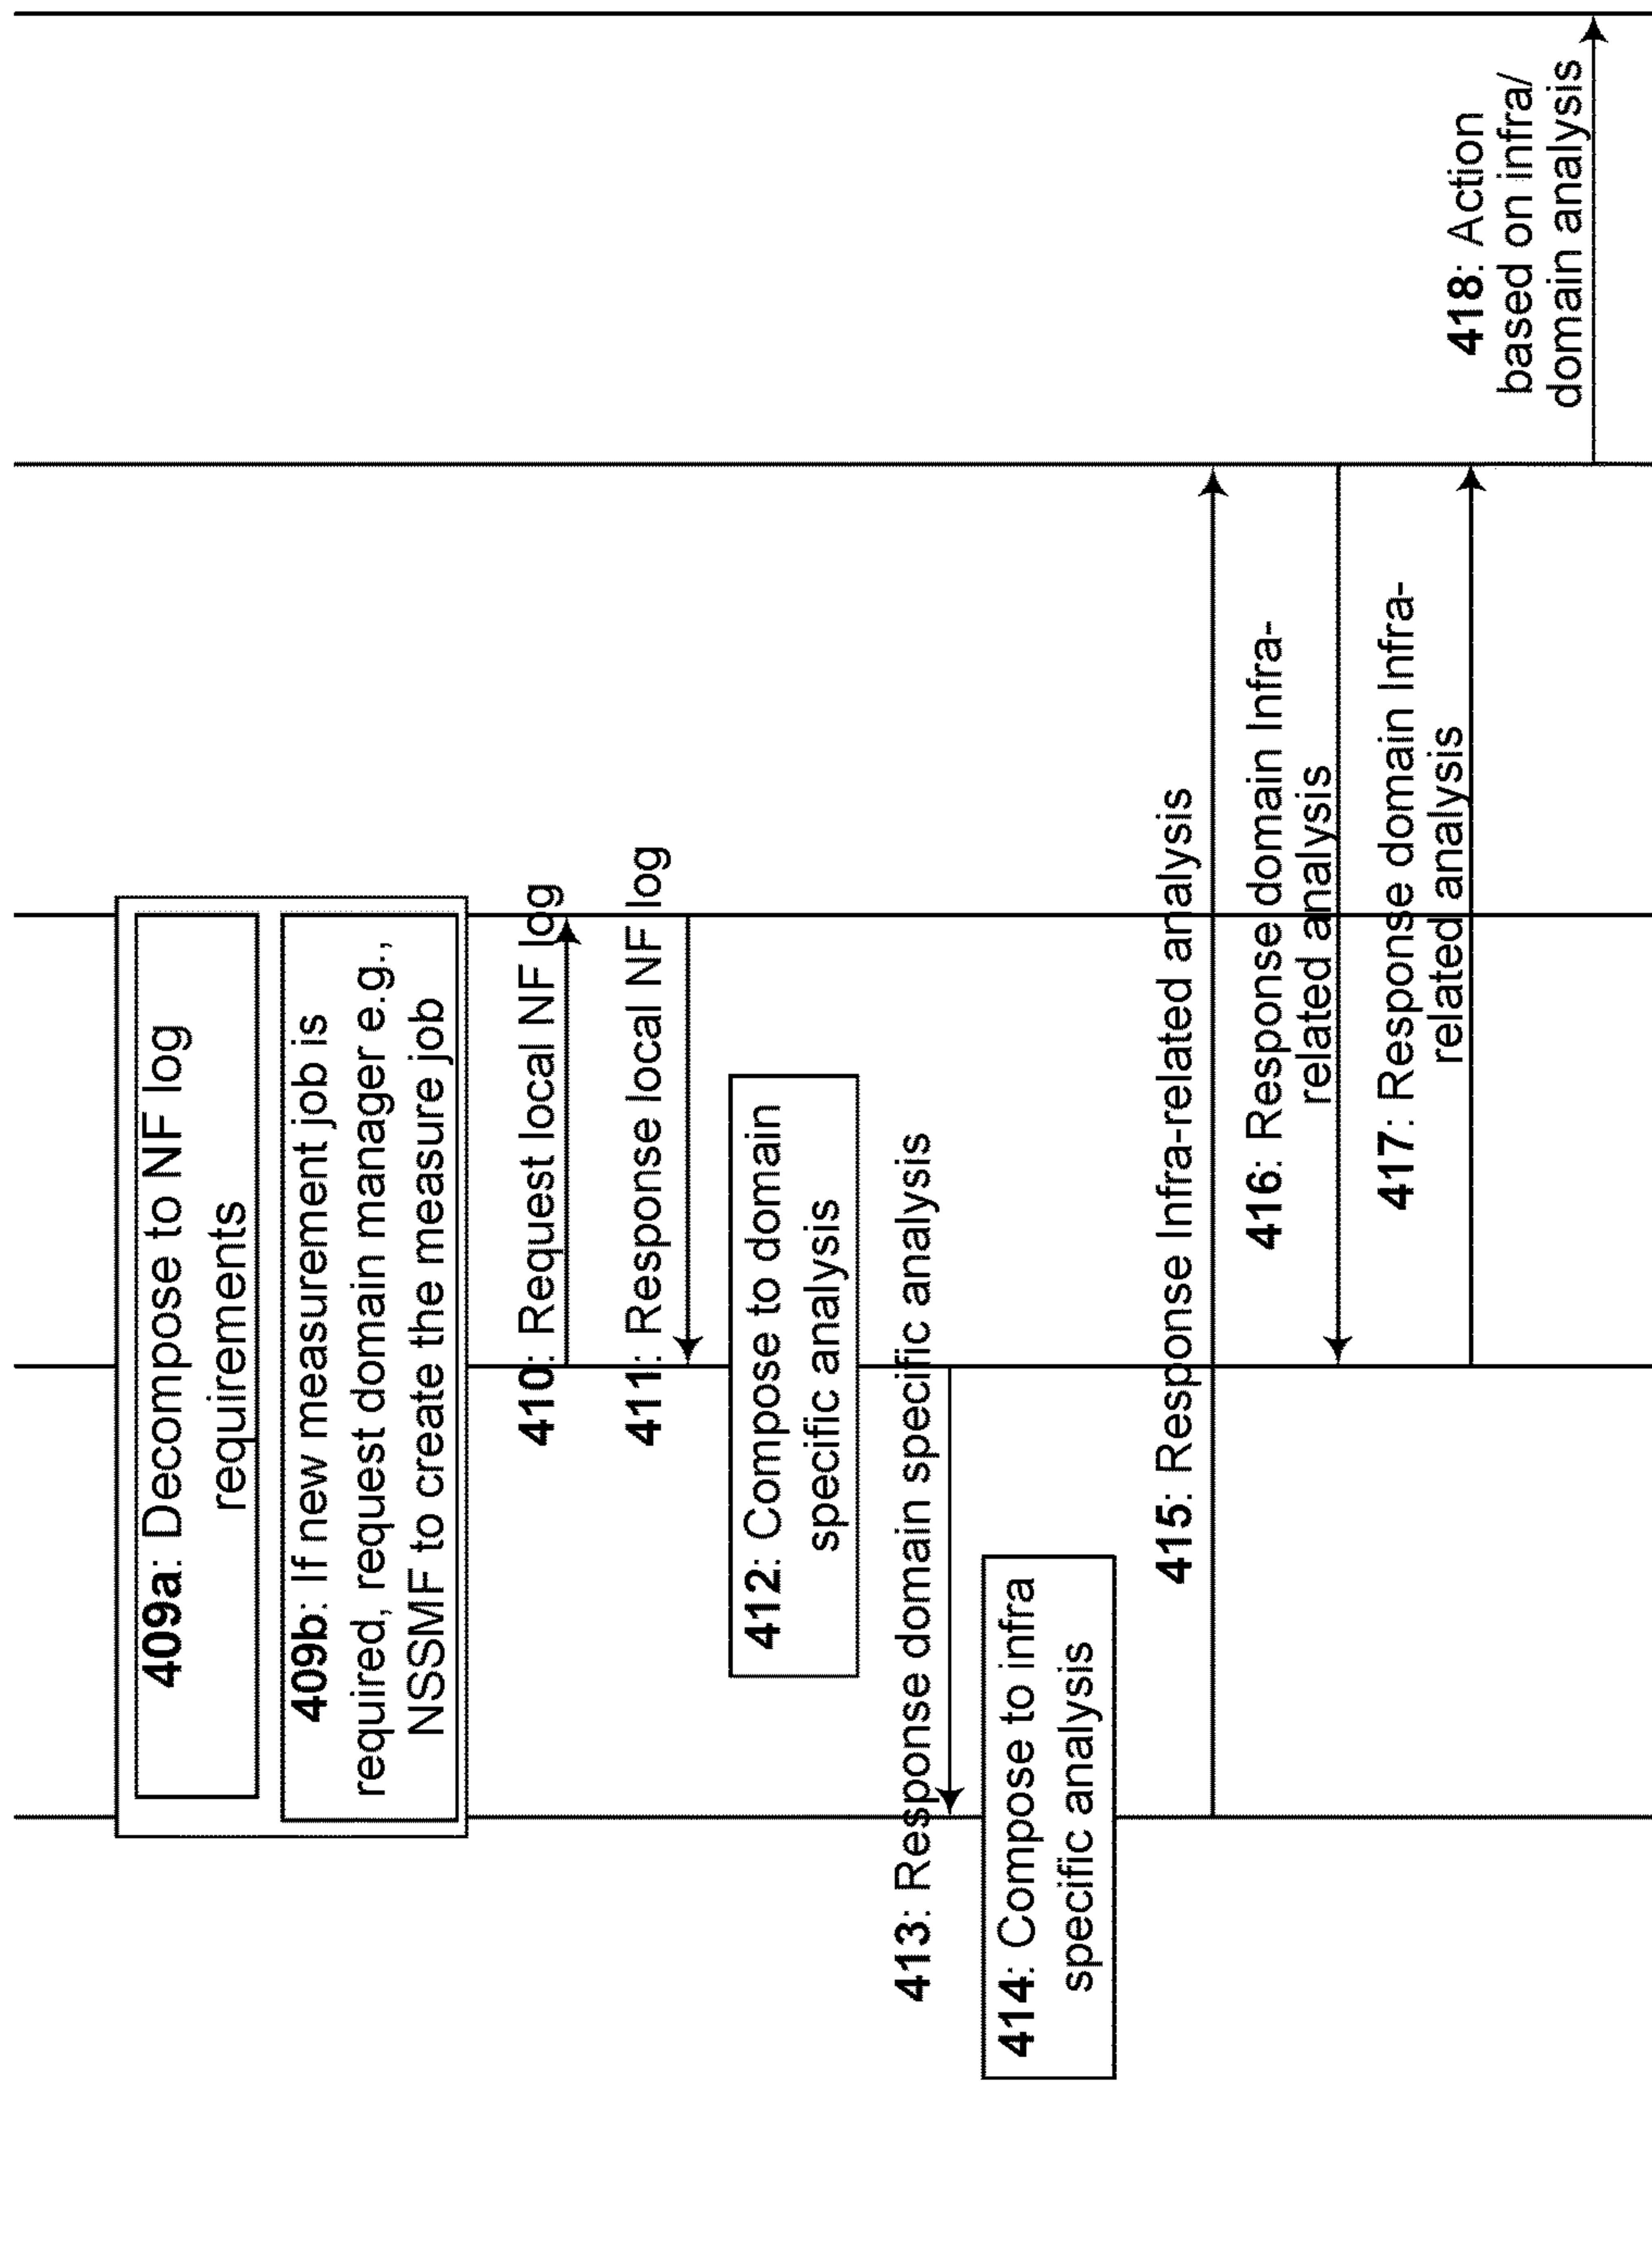 409a: Decompose to NF log
requirements
409b: If new measurement job is
required, request domain manager e.g.,
NSSMF to create the measure job
410: Request local NF log
411: Response local NF log
412: Compose to domain
specific analysis
413: Response domain specific analysis
414: Compose to infra
specific analysis
415: Response Infra-related analysis
416: Response domain Infra-
related analysis
417: Response domain Infra-
related analysis
418: Action
based on infra/
domain analysis